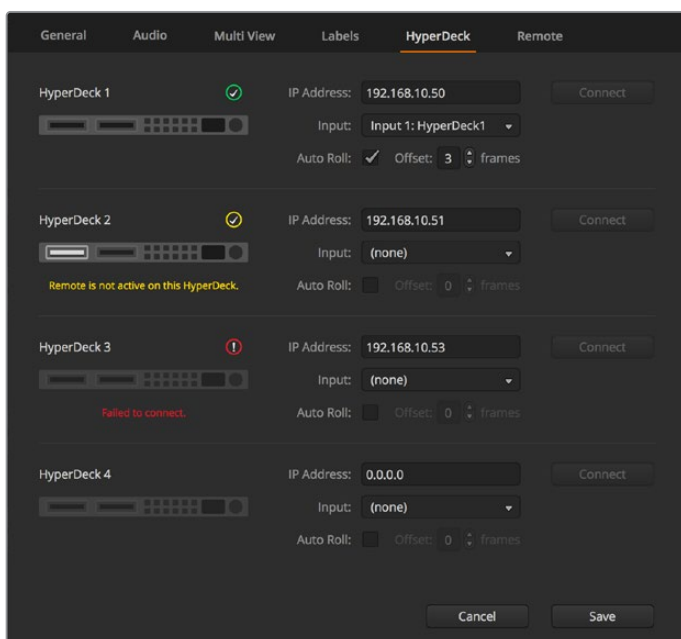 General Audio Multi View Labels HyperDeck Remote
HyperDeck 1 IP Address: 192.168.10.50 Connect
Input: Input 1: HyperDeck1
Auto Roll: Offset: 3 frames
HyperDeck 2 IP Address: 192.168.10.51 Connect
Input: (none)
Remote is not active on this HyperDeck. Auto Roll: Offset: 0 frames
HyperDeck 3 IP Address: 192.168.10.53 Connect
Input: (none)
Failed to connect. Auto Roll: Offset: 0 frames
HyperDeck 4 IP Address: 0.0.0.0 Connect
Input: (none)
Auto Roll: Offset: 0 frames
Cancel Save